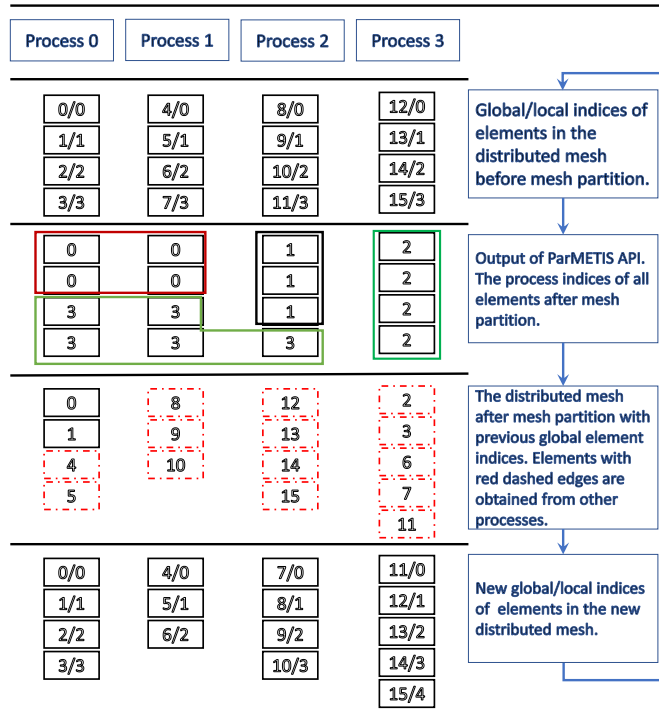 Process 0 Process 1 Process 2 Process 3
0/0 4/0 8/0 12/0
1/1 5/1 9/1 13/1
2/2 6/2 10/2 14/2
3/3 7/3 11/3 15/3
Global/local indices of
elements in the
distributed mesh
before mesh partition.
0 0 1 2
0 0 1 2
3 3 1 2
3 3 3 2
Output of ParMETIS API.
The process indices of all
elements after mesh
partition.
0 8 12 2
1 9 13 3
4 10 14 6
5 15 7
11
The distributed mesh
after mesh partition with
previous global element
indices. Elements with
red dashed edges are
obtained from other
processes.
0/0 4/0 7/0 11/0
1/1 5/1 8/1 12/1
2/2 6/2 9/2 13/2
3/3 10/3 14/3
15/4
New global/local indices
of elements in the new
distributed mesh.